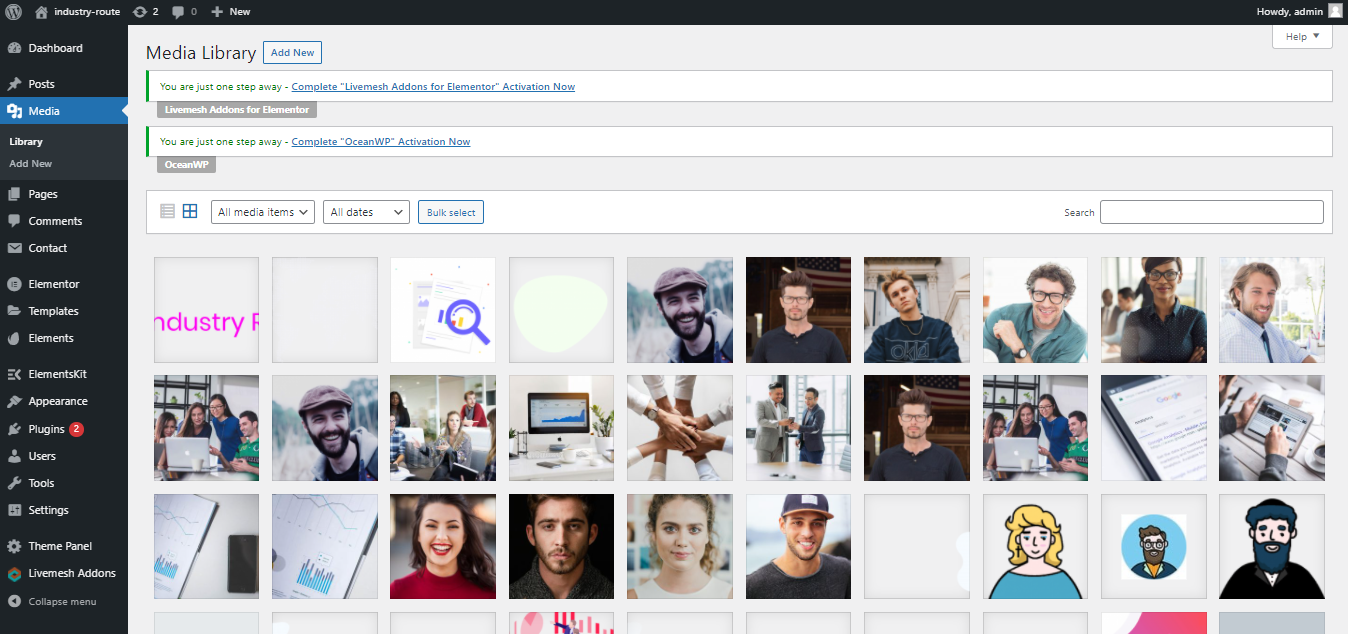 industry-route
2
0
New
Howdy, admin
Dashboard
Posts
Media
Library
Add New
Pages
Comments
Contact
Elementor
Templates
Elements
ElementsKit
Appearance
Plugins 2
Users
Tools
Settings
Theme Panel
Livemesh Addons
Collapse menu
Help
Media Library
Add New
You are just one step away - Complete "Livemesh Addons for Elementor" Activation Now
Livemesh Addons for Elementor
You are just one step away - Complete "OceanWP" Activation Now
OceanWP
All media items
All dates
Bulk select
Search
ndustry R
Google